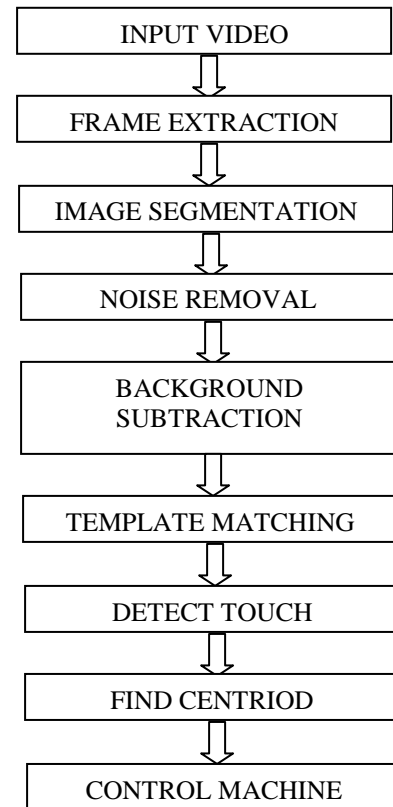 INPUT VIDEO
FRAME EXTRACTION
IMAGE SEGMENTATION
NOISE REMOVAL
BACKGROUND
SUBTRACTION
TEMPLATE MATCHING
DETECT TOUCH
FIND CENTRIOD
CONTROL MACHINE